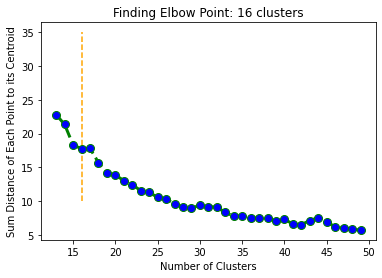 Finding Elbow Point: 16 clusters
Sum Distance of Each Point to its Centroid
35
30
25
20
15
10
5
15 20 25 30 35 40 45 50
Number of Clusters